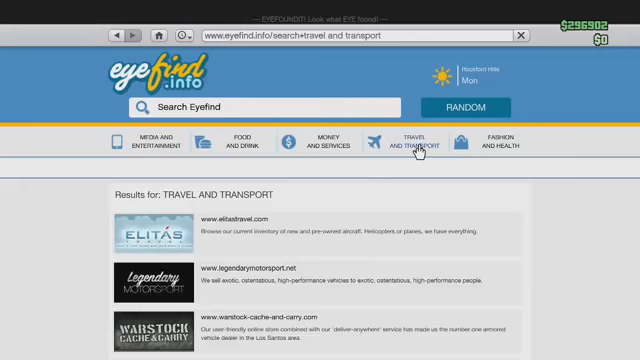 — EYEFOUNDIT! Look what EYE found! —
$296902
$0
www.eyefind.info/search+travel and transport
eyefind
.info
Rockford Hills
Mon
Search Eyefind
RANDOM
MEDIA AND
ENTERTAINMENT
FOOD
AND DRINK
MONEY
AND SERVICES
TRAVEL
AND TRANSPORT
FASHION
AND HEALTH
Results for: TRAVEL AND TRANSPORT
ELITÁS
TRAVEL
www.elitastravel.com
Browse our current inventory of new and pre-owned aircraft. Helicopters or planes, we have everything.
Legendary
MOTORSPORT
www.legendarymotorsport.net
We sell exotic, ostentatious, high-performance vehicles to exotic, ostentatious, high-performance people.
WARSTOCK
CACHE & CARRY
www.warstock-cache-and-carry.com
Our user-friendly online store combined with our 'deliver-anywhere' service has made us the number one armored
vehicle dealer in the Los Santos area.